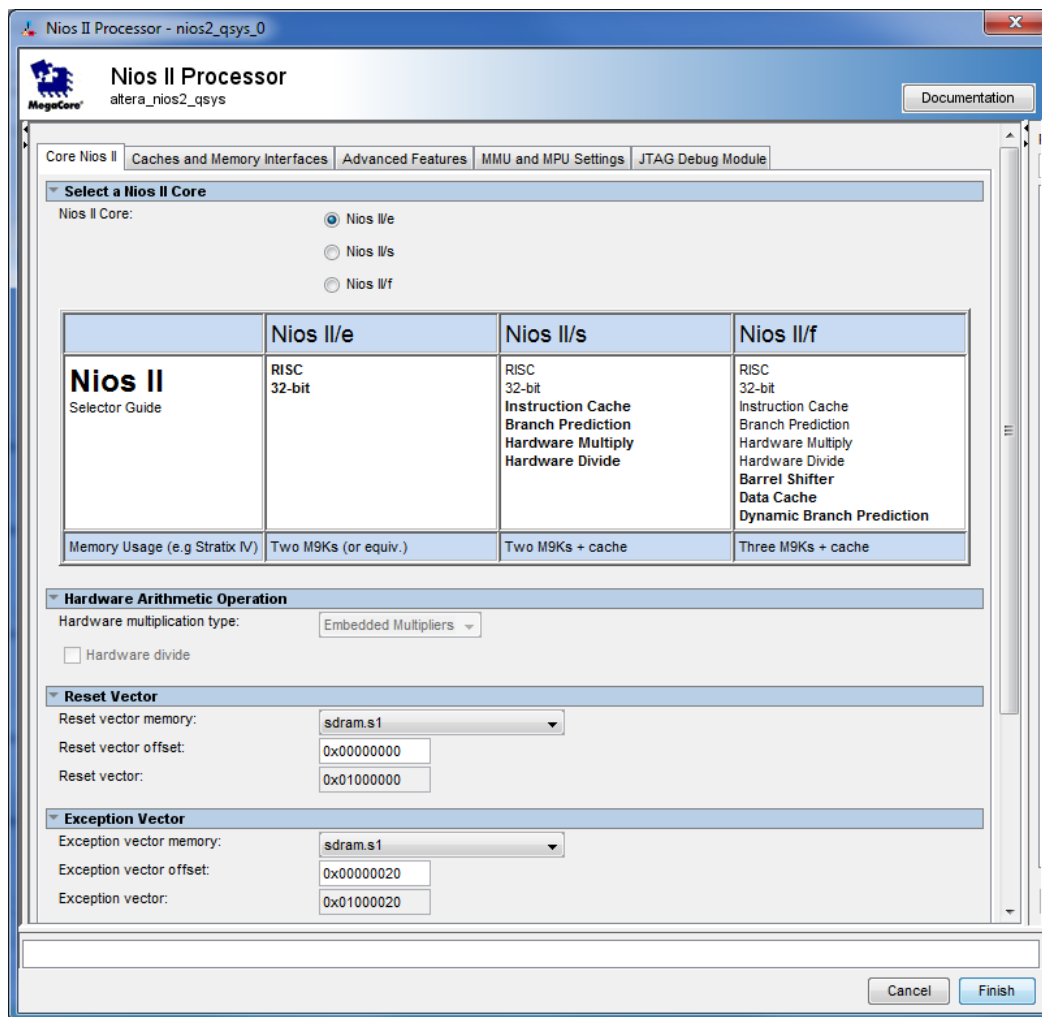 Nios II Processor - nios2_qsys_0
Nios II Processor
altera_nios2_qsys
MegaCore®
Documentation
Core Nios II Caches and Memory Interfaces Advanced Features MMU and MPU Settings JTAG Debug Module
Select a Nios II Core
Nios II Core:
Nios II/e
Nios II/s
Nios II/f
Nios II/e Nios II/s Nios II/f
Nios II
Selector Guide
RISC
32-bit
RISC
32-bit
Instruction Cache
Branch Prediction
Hardware Multiply
Hardware Divide
RISC
32-bit
Instruction Cache
Branch Prediction
Hardware Multiply
Hardware Divide
Barrel Shifter
Data Cache
Dynamic Branch Prediction
Memory Usage (e.g Stratix IV) Two M9Ks (or equiv.) Two M9Ks + cache Three M9Ks + cache
Hardware Arithmetic Operation
Hardware multiplication type: Embedded Multipliers
Hardware divide
Reset Vector
Reset vector memory: sdram.s1
Reset vector offset: 0x00000000
Reset vector: 0x01000000
Exception Vector
Exception vector memory: sdram.s1
Exception vector offset: 0x00000020
Exception vector: 0x01000020
Cancel Finish